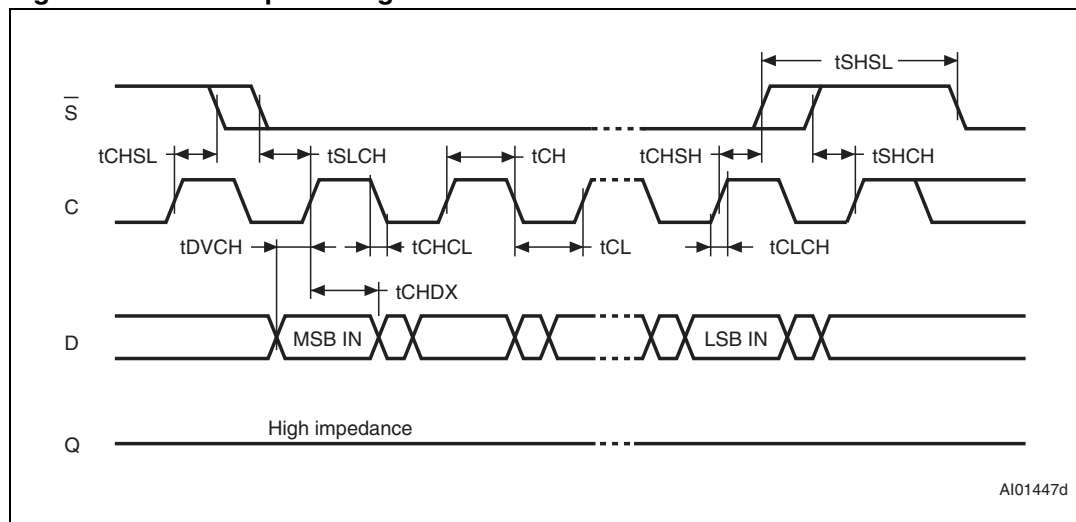 tSHSL
S
tCHSL
tSLCH
tCH
tCHSH
tSHCH
C
tDVCH
tCHCL
tCL
tCLCH
tCHDX
D
MSB IN
LSB IN
High impedance
Q
AI01447d